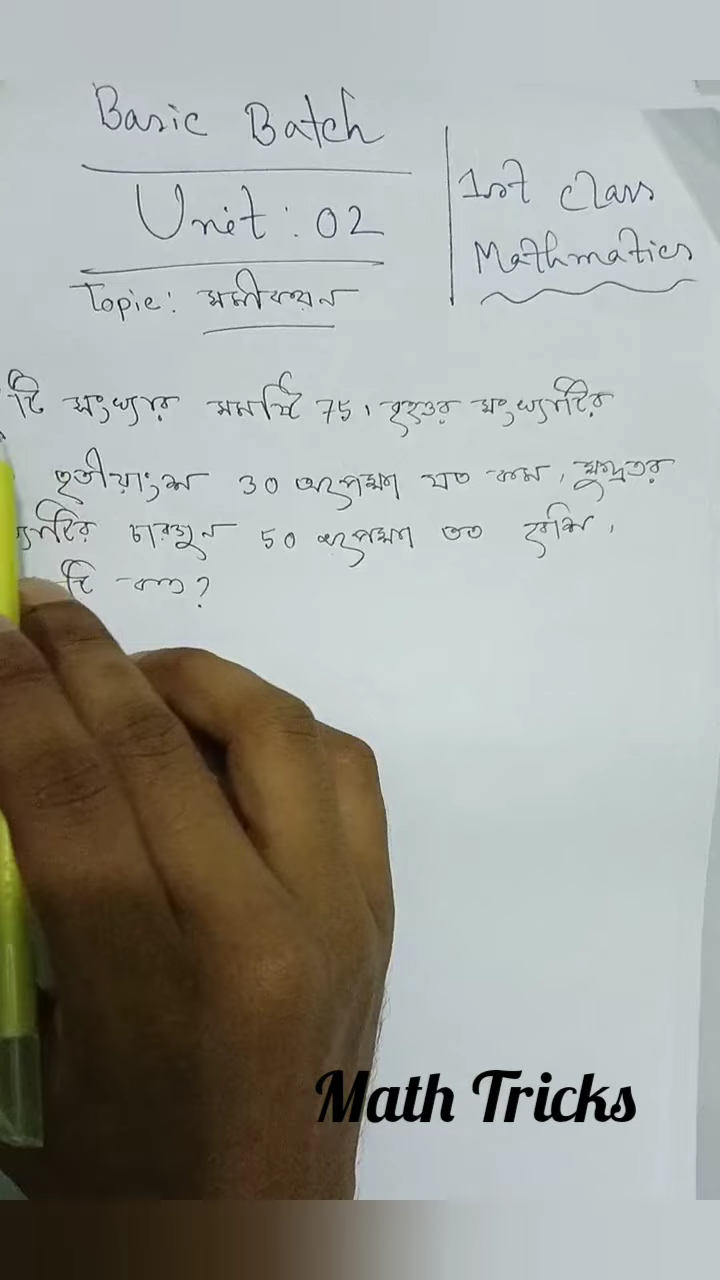 Basic Batch
Unit : 02
Topic: সমীকরণ
1st class
Mathmatics
টি সংখ্যার সমষ্টি 75। বৃহত্তর সংখ্যাটির
তৃতীয়াংশ 30 অপেক্ষা যত কম, ক্ষুদ্রতর
টির চারগুন 50 অপেক্ষা তত বেশি।
টি কত?
Math Tricks